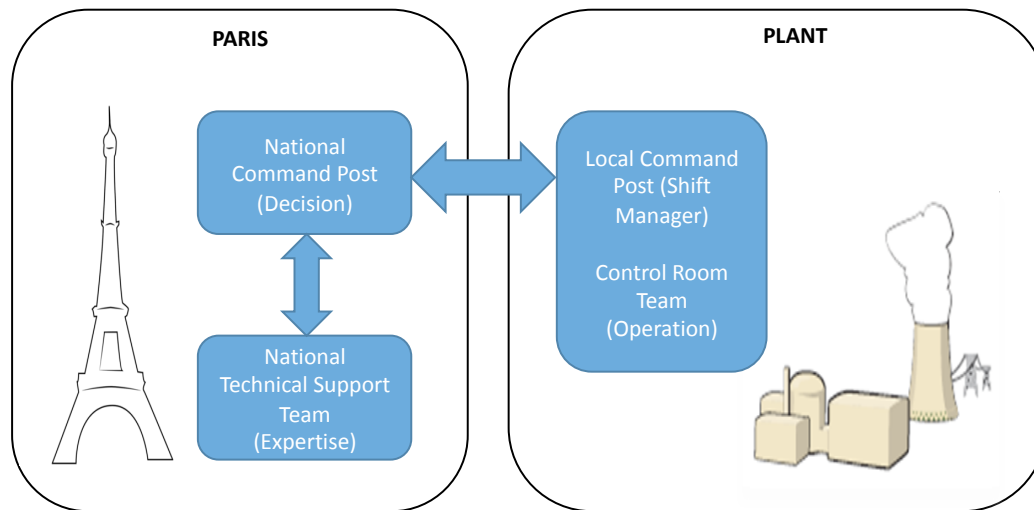 PARIS
National
Command Post
(Decision)
National
Technical Support
Team
(Expertise)
PLANT
Local Command
Post (Shift
Manager)
Control Room
Team
(Operation)